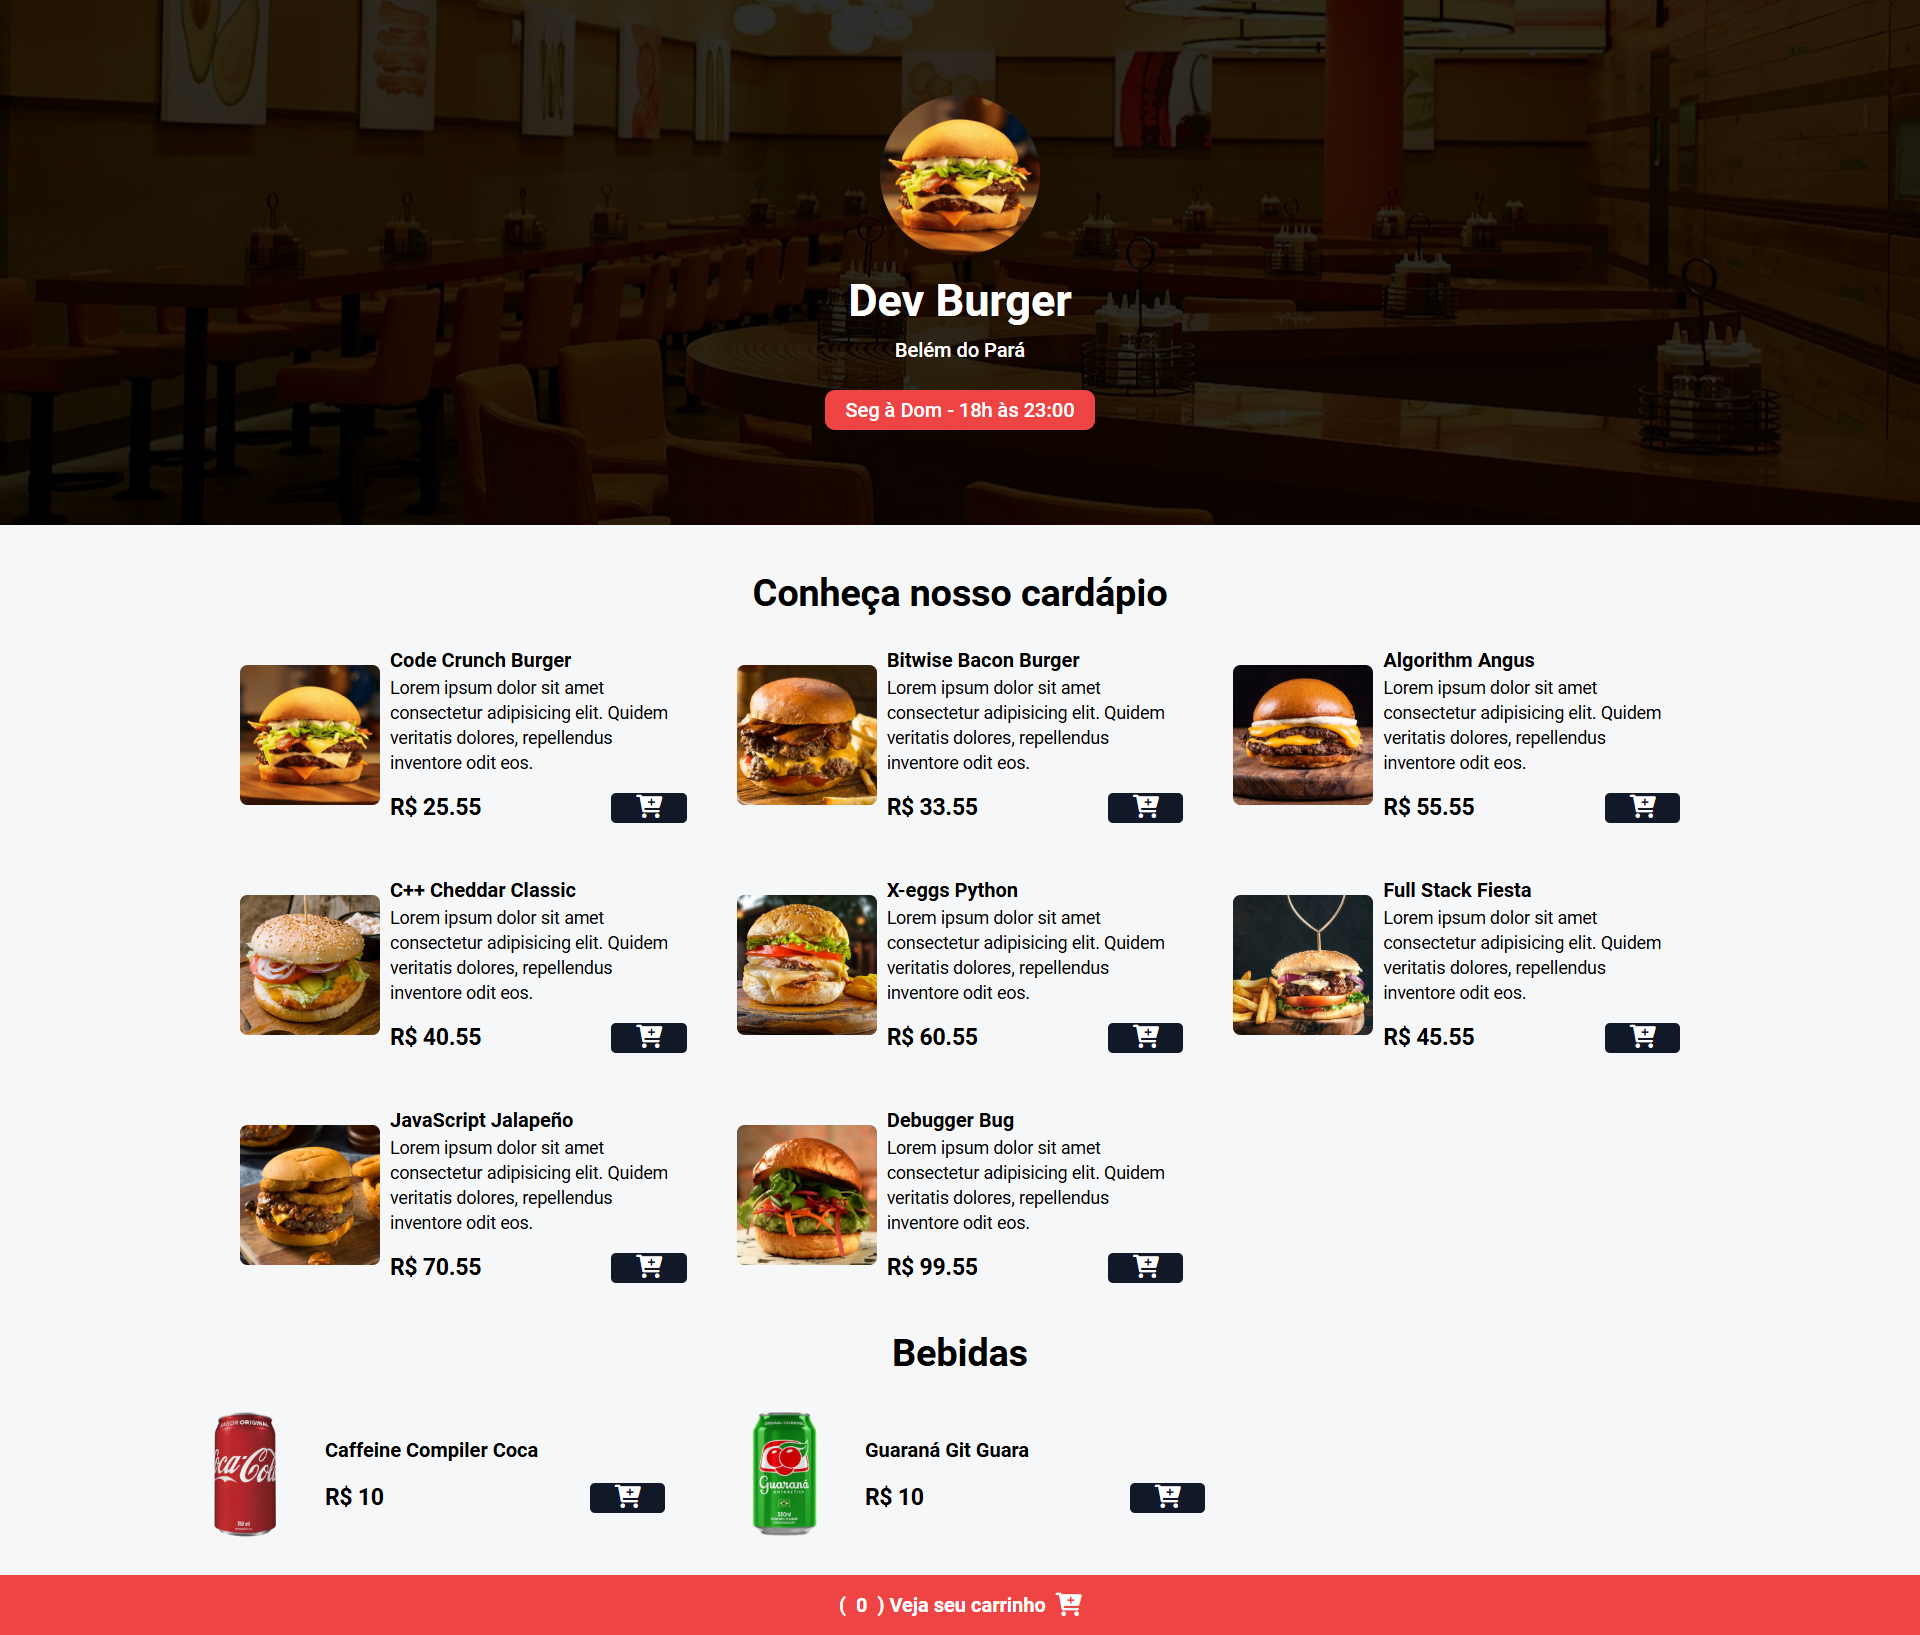 Dev Burger
Belém do Pará
Seg à Dom - 18h às 23:00
Conheça nosso cardápio
Code Crunch Burger
Lorem ipsum dolor sit amet
consectetur adipisicing elit. Quidem
veritatis dolores, repellendus
inventore odit eos.
R$ 25.55
Bitwise Bacon Burger
Lorem ipsum dolor sit amet
consectetur adipisicing elit. Quidem
veritatis dolores, repellendus
inventore odit eos.
R$ 33.55
Algorithm Angus
Lorem ipsum dolor sit amet
consectetur adipisicing elit. Quidem
veritatis dolores, repellendus
inventore odit eos.
R$ 55.55
C++ Cheddar Classic
Lorem ipsum dolor sit amet
consectetur adipisicing elit. Quidem
veritatis dolores, repellendus
inventore odit eos.
R$ 40.55
X-eggs Python
Lorem ipsum dolor sit amet
consectetur adipisicing elit. Quidem
veritatis dolores, repellendus
inventore odit eos.
R$ 60.55
Full Stack Fiesta
Lorem ipsum dolor sit amet
consectetur adipisicing elit. Quidem
veritatis dolores, repellendus
inventore odit eos.
R$ 45.55
JavaScript Jalapeño
Lorem ipsum dolor sit amet
consectetur adipisicing elit. Quidem
veritatis dolores, repellendus
inventore odit eos.
R$ 70.55
Debugger Bug
Lorem ipsum dolor sit amet
consectetur adipisicing elit. Quidem
veritatis dolores, repellendus
inventore odit eos.
R$ 99.55
Bebidas
SABOR ORIGINAL
Coca-Cola
350 ml
Caffeine Compiler Coca
R$ 10
Guaraná
ANTARCTICA
350ml
Guaraná Git Guara
R$ 10
( 0 ) Veja seu carrinho